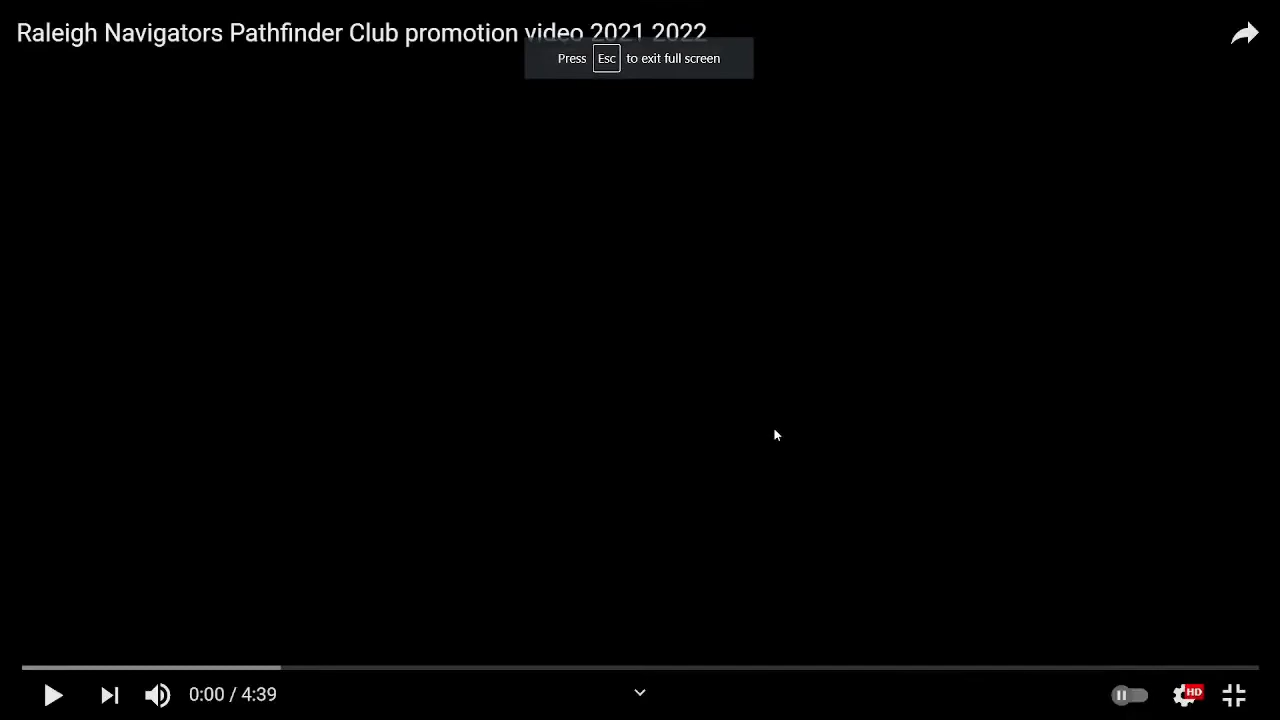 Raleigh Navigators Pathfinder Club promotion video 2021 2022
Press Esc to exit full screen
0:00 / 4:39
HD